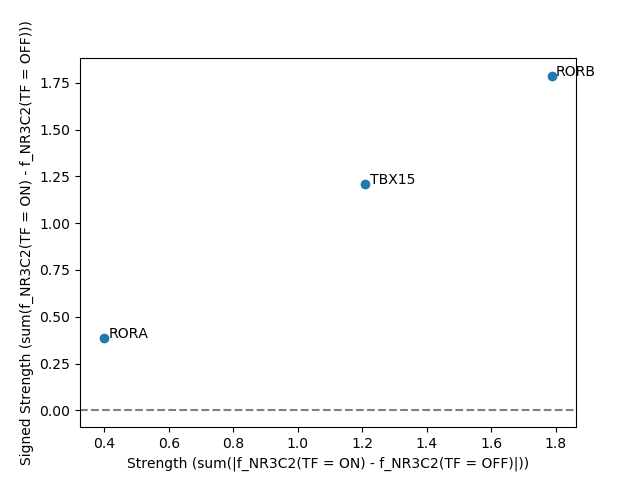 Signed Strength (sum(f_NR3C2(TF = ON) - f_NR3C2(TF = OFF)))
1.75
1.50
1.25
1.00
0.75
0.50
0.25
0.00
RORB
TBX15
RORA
0.4 0.6 0.8 1.0 1.2 1.4 1.6 1.8
Strength (sum(|f_NR3C2(TF = ON) - f_NR3C2(TF = OFF)|))